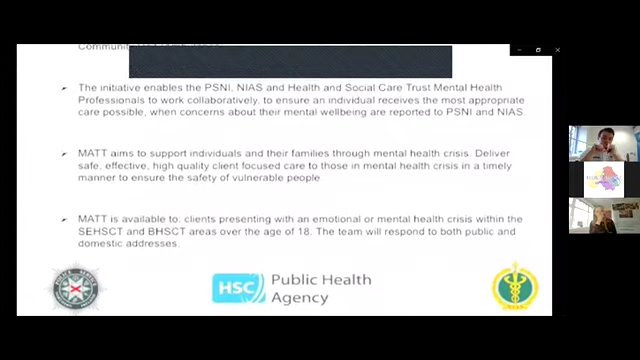 The initiative enables the PSNI, NIAS and Health and Social Care Trust Mental Health
Professionals to work collaboratively, to ensure an individual receives the most appropriate
care possible, when concerns about their mental wellbeing are reported to PSNI and NIAS.
MATT aims to support individuals and their families through mental health crisis. Deliver
safe, effective, high quality client focused care to those in mental health crisis in a timely
manner to ensure the safety of vulnerable people
MATT is available to: clients presenting with an emotional or mental health crisis within the
SEHSCT and BHSCT areas over the age of 18. The team will respond to both public and
domestic addresses.
HSC Public Health
Agency